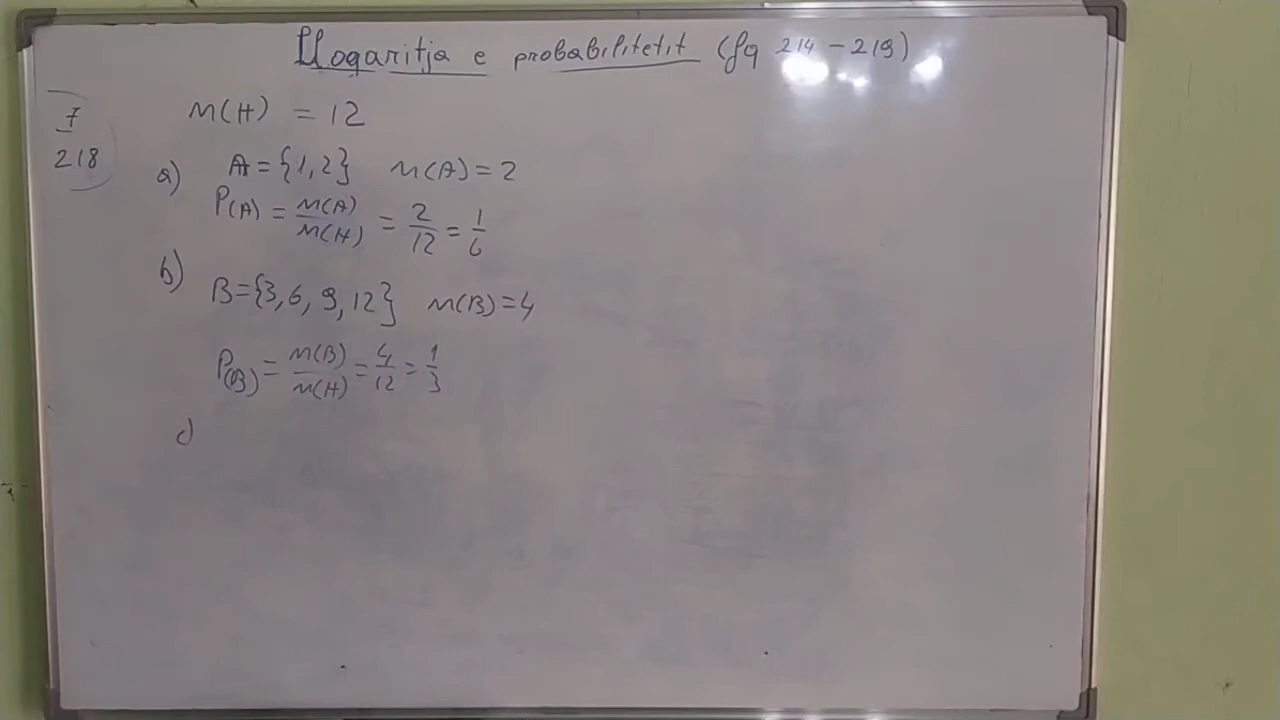 Llogaritja e probabilitetit (fq 214 - 219)
7
218
n(H) = 12
a) A = {1, 2} n(A) = 2
P(A) = n(A)/n(H) = 2/12 = 1/6
b) B = {3, 6, 9, 12} n(B) = 4
P(B) = n(B)/n(H) = 4/12 = 1/3
c)